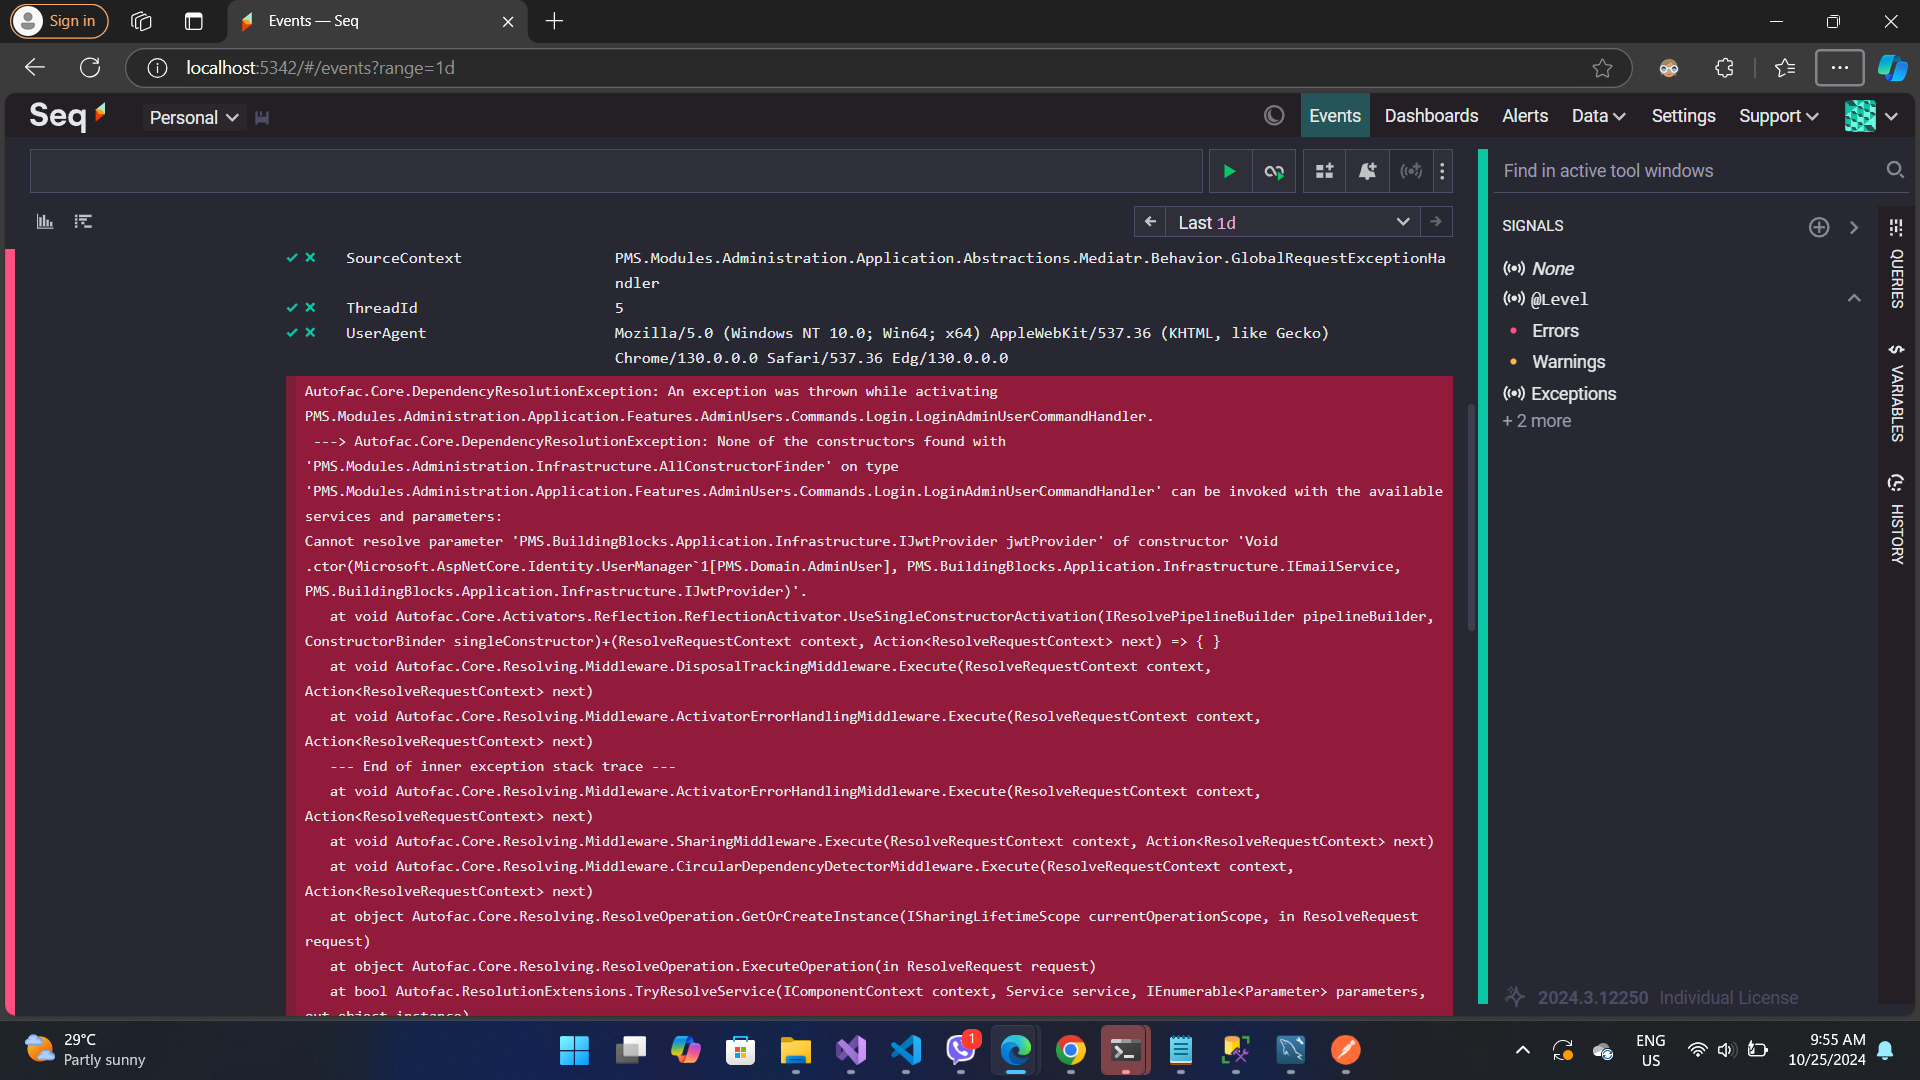 Sign in
Events — Seq
localhost:5342/#/events?range=1d
Seq
Personal
Events
Dashboards
Alerts
Data
Settings
Support
Find in active tool windows
Last 1d
SIGNALS
None
@Level
Errors
Warnings
Exceptions
+ 2 more
QUERIES
$ VARIABLES
HISTORY
SourceContext PMS.Modules.Administration.Application.Abstractions.Mediatr.Behavior.GlobalRequestExceptionHa
ndler
ThreadId 5
UserAgent Mozilla/5.0 (Windows NT 10.0; Win64; x64) AppleWebKit/537.36 (KHTML, like Gecko)
Chrome/130.0.0.0 Safari/537.36 Edg/130.0.0.0
Autofac.Core.DependencyResolutionException: An exception was thrown while activating
PMS.Modules.Administration.Application.Features.AdminUsers.Commands.Login.LoginAdminUserCommandHandler.
---> Autofac.Core.DependencyResolutionException: None of the constructors found with
'PMS.Modules.Administration.Infrastructure.AllConstructorFinder' on type
'PMS.Modules.Administration.Application.Features.AdminUsers.Commands.Login.LoginAdminUserCommandHandler' can be invoked with the available
services and parameters:
Cannot resolve parameter 'PMS.BuildingBlocks.Application.Infrastructure.IJwtProvider jwtProvider' of constructor 'Void
.ctor(Microsoft.AspNetCore.Identity.UserManager`1[PMS.Domain.AdminUser], PMS.BuildingBlocks.Application.Infrastructure.IEmailService,
PMS.BuildingBlocks.Application.Infrastructure.IJwtProvider)'.
at void Autofac.Core.Activators.Reflection.ReflectionActivator.UseSingleConstructorActivation(IResolvePipelineBuilder pipelineBuilder,
ConstructorBinder singleConstructor)+(ResolveRequestContext context, Action<ResolveRequestContext> next) => { }
at void Autofac.Core.Resolving.Middleware.DisposalTrackingMiddleware.Execute(ResolveRequestContext context,
Action<ResolveRequestContext> next)
at void Autofac.Core.Resolving.Middleware.ActivatorErrorHandlingMiddleware.Execute(ResolveRequestContext context,
Action<ResolveRequestContext> next)
--- End of inner exception stack trace ---
at void Autofac.Core.Resolving.Middleware.ActivatorErrorHandlingMiddleware.Execute(ResolveRequestContext context,
Action<ResolveRequestContext> next)
at void Autofac.Core.Resolving.Middleware.SharingMiddleware.Execute(ResolveRequestContext context, Action<ResolveRequestContext> next)
at void Autofac.Core.Resolving.Middleware.CircularDependencyDetectorMiddleware.Execute(ResolveRequestContext context,
Action<ResolveRequestContext> next)
at object Autofac.Core.Resolving.ResolveOperation.GetOrCreateInstance(ISharingLifetimeScope currentOperationScope, in ResolveRequest
request)
at object Autofac.Core.Resolving.ResolveOperation.ExecuteOperation(in ResolveRequest request)
at bool Autofac.ResolutionExtensions.TryResolveService(IComponentContext context, Service service, IEnumerable<Parameter> parameters,
out object instance)
2024.3.12250 Individual License
29°C
Partly sunny
1
ENG
US
9:55 AM
10/25/2024